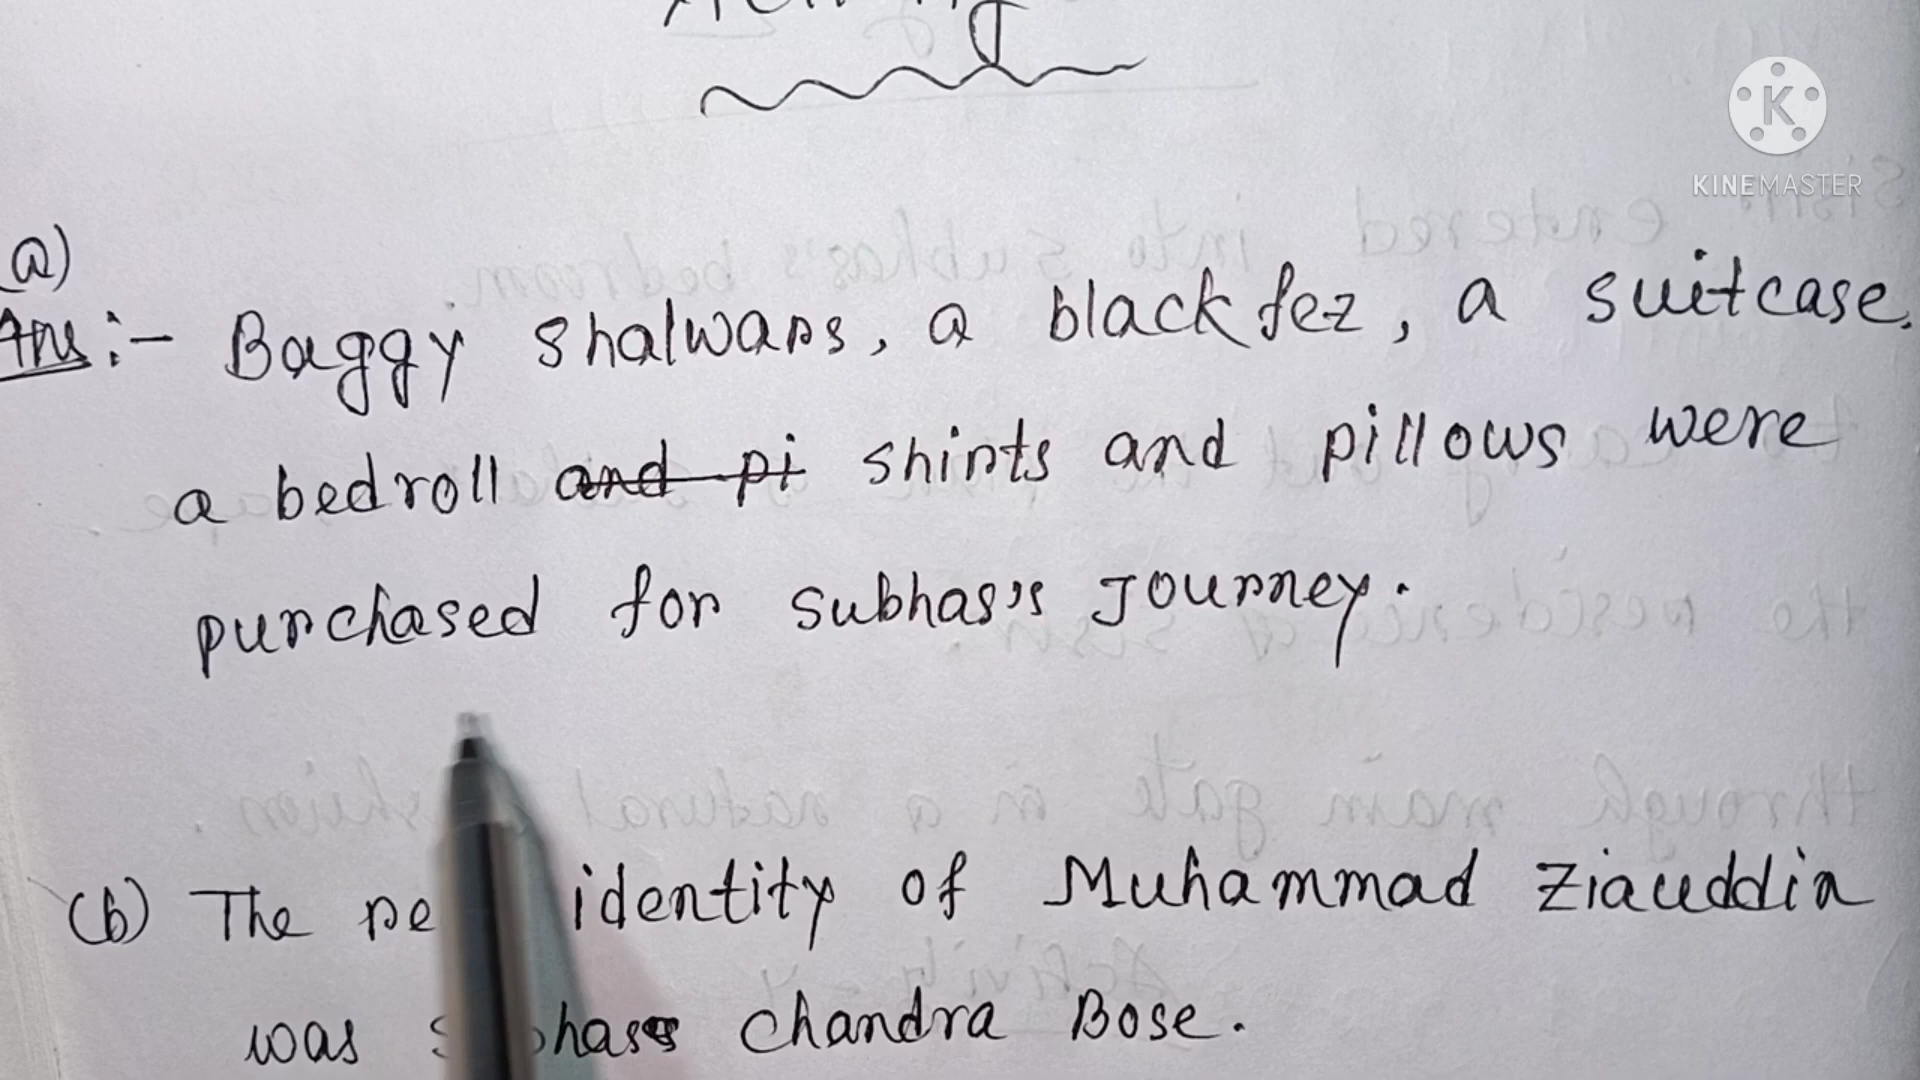 KINEMASTER
(a)
Ans:- Baggy shalwars, a black fez, a suitcase,
a bedroll and pi shirts and pillows were
purchased for subhas's Journey.
(b) The identity of Muhammad Ziauddin
was chandra Bose.